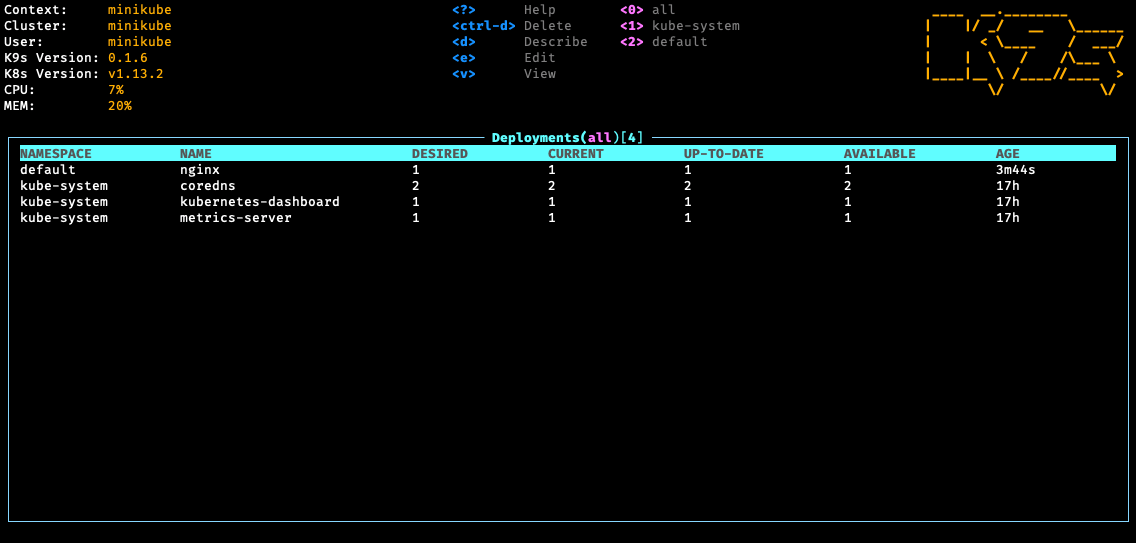 Context: minikube <?> Help <0> all
Cluster: minikube <ctrl-d> Delete <1> kube-system
User: minikube <d> Describe <2> default
K9s Version: 0.1.6 <e> Edit
K8s Version: v1.13.2 <v> View
CPU: 7%
MEM: 20%
K9s
Deployments(all)[4]
NAMESPACE NAME DESIRED CURRENT UP-TO-DATE AVAILABLE AGE
default nginx 1 1 1 1 3m44s
kube-system coredns 2 2 2 2 17h
kube-system kubernetes-dashboard 1 1 1 1 17h
kube-system metrics-server 1 1 1 1 17h